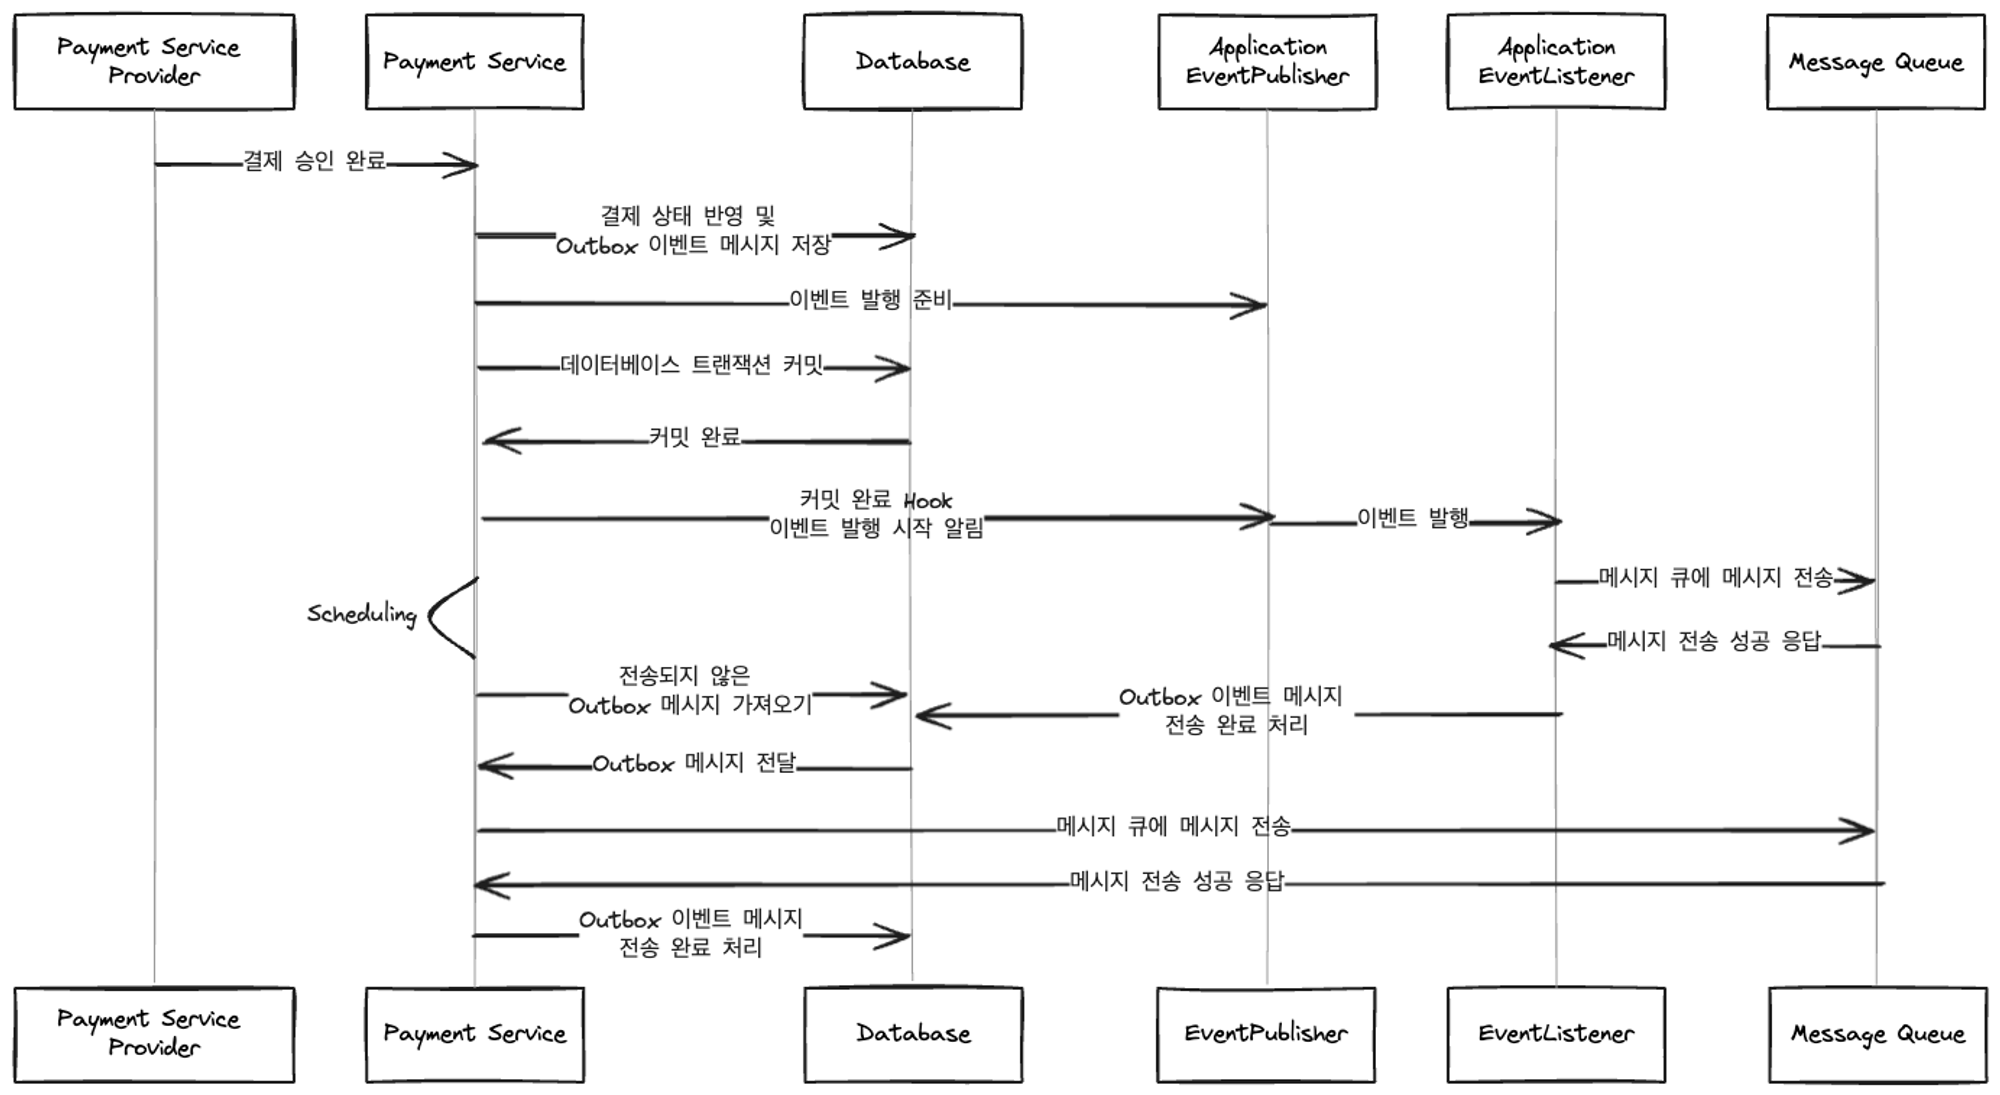 Payment Service
Provider
Payment Service
Database
Application
EventPublisher
Application
EventListener
Message Queue
결제 승인 완료
결제 상태 반영 및
Outbox 이벤트 메시지 저장
이벤트 발행 준비
데이터베이스 트랜잭션 커밋
커밋 완료
커밋 완료 Hook
이벤트 발행 시작 알림
이벤트 발행
메시지 큐에 메시지 전송
Scheduling
메시지 전송 성공 응답
전송되지 않은
Outbox 메시지 가져오기
Outbox 이벤트 메시지
전송 완료 처리
Outbox 메시지 전달
메시지 큐에 메시지 전송
메시지 전송 성공 응답
Outbox 이벤트 메시지
전송 완료 처리
Payment Service
Provider
Payment Service
Database
EventPublisher
EventListener
Message Queue